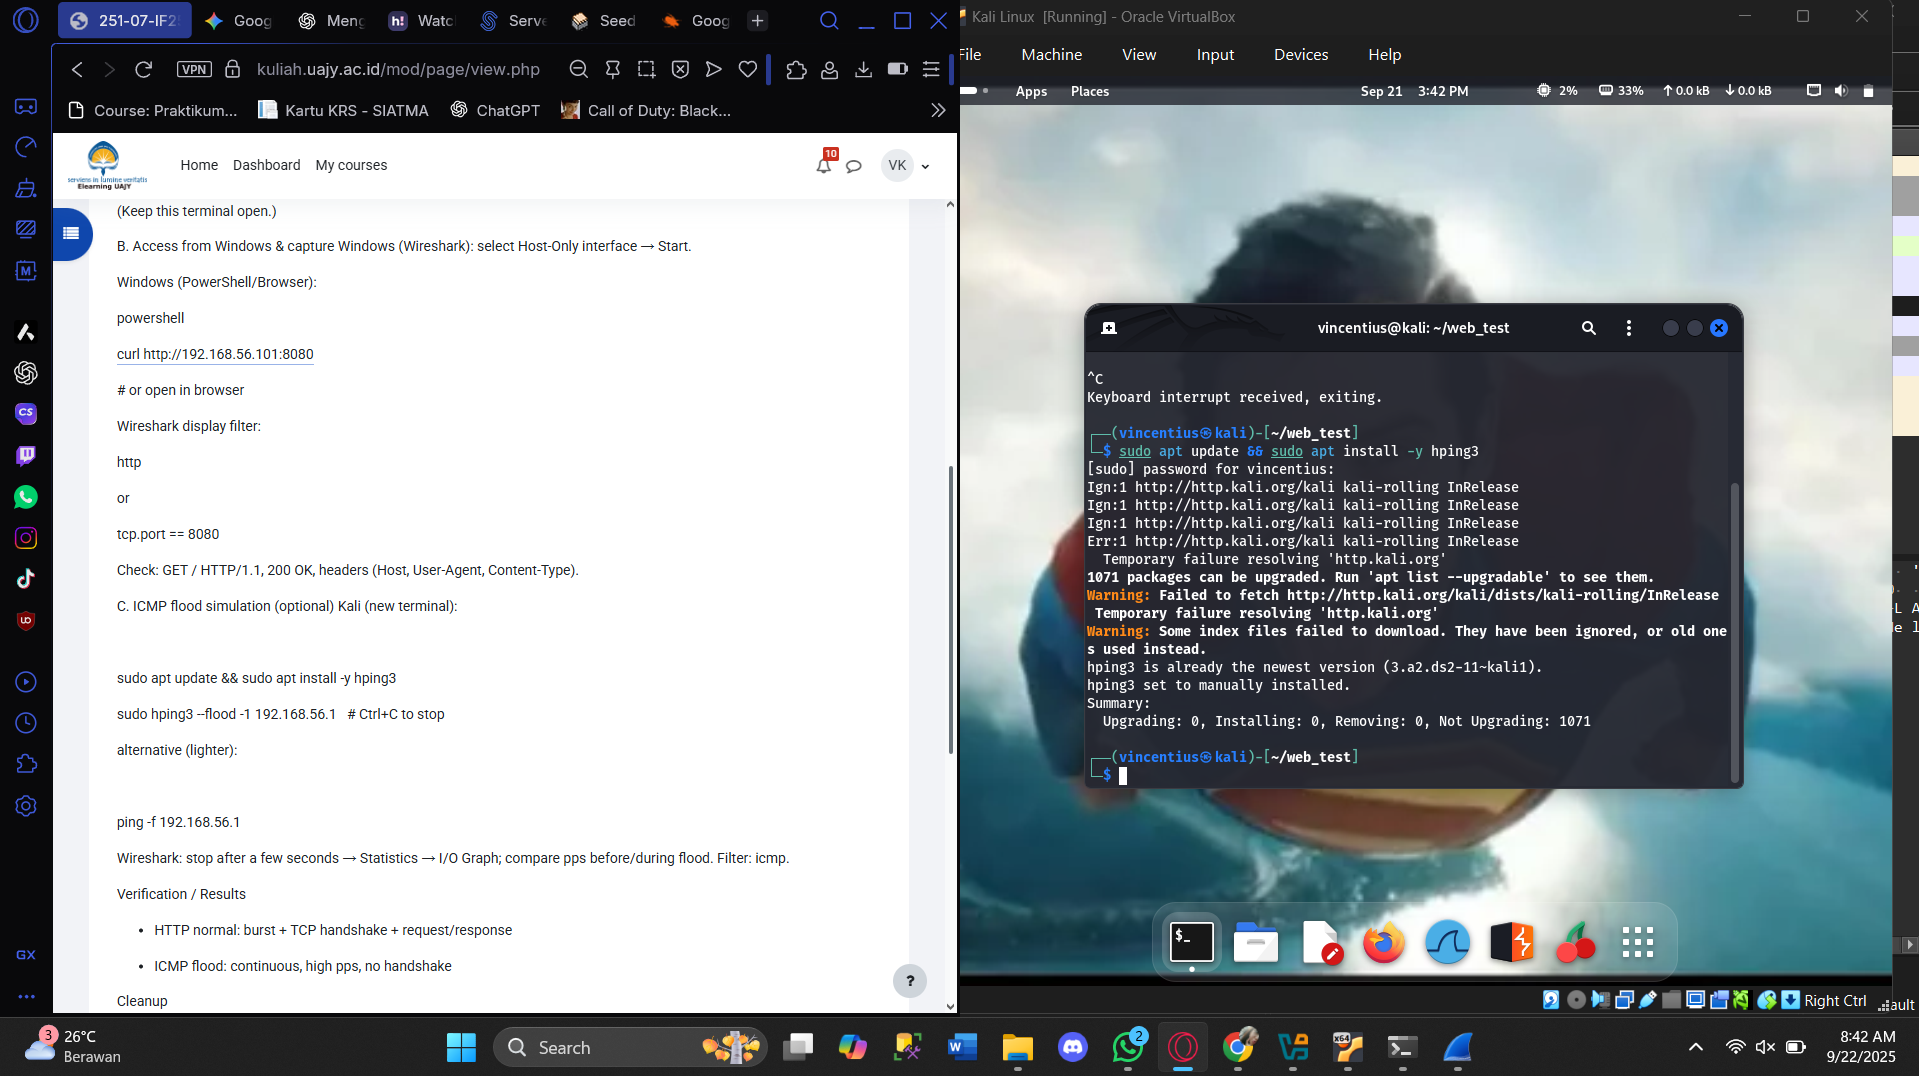 251-07-IF2
Goog
Meng
Watc
Serve
Seed
Goog
VPN
kuliah.uajy.ac.id/mod/page/view.php
Course: Praktikum...
Kartu KRS - SIATMA
ChatGPT
Call of Duty: Black...
serviens in lumine veritatis
Elearning UAJY
Home
Dashboard
My courses
10
VK
(Keep this terminal open.)
B. Access from Windows & capture Windows (Wireshark): select Host-Only interface → Start.
Windows (PowerShell/Browser):
powershell
curl http://192.168.56.101:8080
# or open in browser
Wireshark display filter:
http
or
tcp.port == 8080
Check: GET / HTTP/1.1, 200 OK, headers (Host, User-Agent, Content-Type).
C. ICMP flood simulation (optional) Kali (new terminal):
sudo apt update && sudo apt install -y hping3
sudo hping3 --flood -1 192.168.56.1 # Ctrl+C to stop
alternative (lighter):
ping -f 192.168.56.1
Wireshark: stop after a few seconds → Statistics → I/O Graph; compare pps before/during flood. Filter: icmp.
Verification / Results
• HTTP normal: burst + TCP handshake + request/response
• ICMP flood: continuous, high pps, no handshake
Cleanup
?
CS
GX
Kali Linux [Running] - Oracle VirtualBox
File
Machine
View
Input
Devices
Help
Apps
Places
Sep 21 3:42 PM
2%
33%
↑0.0 kB
↓0.0 kB
vincentius@kali: ~/web_test
^C
Keyboard interrupt received, exiting.
┌──(vincentius㉿kali)-[~/web_test]
└─$ sudo apt update && sudo apt install -y hping3
[sudo] password for vincentius:
Ign:1 http://http.kali.org/kali kali-rolling InRelease
Ign:1 http://http.kali.org/kali kali-rolling InRelease
Ign:1 http://http.kali.org/kali kali-rolling InRelease
Err:1 http://http.kali.org/kali kali-rolling InRelease
Temporary failure resolving 'http.kali.org'
1071 packages can be upgraded. Run 'apt list --upgradable' to see them.
Warning: Failed to fetch http://http.kali.org/kali/dists/kali-rolling/InRelease
Temporary failure resolving 'http.kali.org'
Warning: Some index files failed to download. They have been ignored, or old one
s used instead.
hping3 is already the newest version (3.a2.ds2-11~kali1).
hping3 set to manually installed.
Summary:
Upgrading: 0, Installing: 0, Removing: 0, Not Upgrading: 1071
┌──(vincentius㉿kali)-[~/web_test]
└─$
$_
Right Ctrl
ault
3
26°C
Berawan
Search
2
x64
8:42 AM
9/22/2025